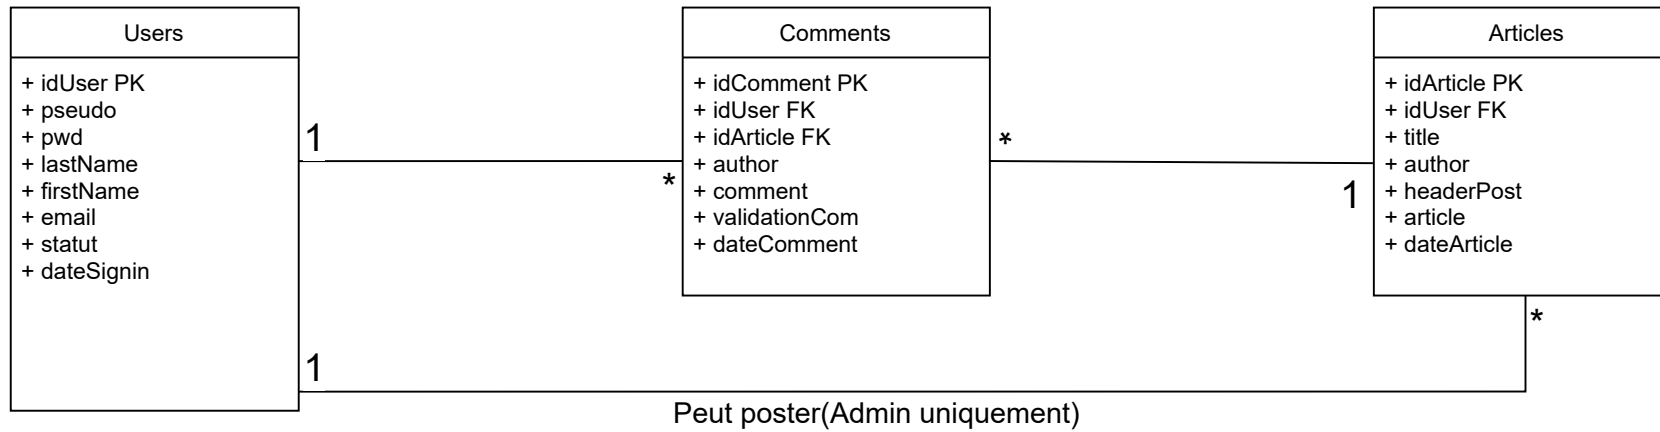 Users
+ idUser PK
+ pseudo
+ pwd
+ lastName
+ firstName
+ email
+ statut
+ dateSignin
1
*
Comments
+ idComment PK
+ idUser FK
+ idArticle FK
+ author
+ comment
+ validationCom
+ dateComment
*
1
Articles
+ idArticle PK
+ idUser FK
+ title
+ author
+ headerPost
+ article
+ dateArticle
*
1
Peut poster(Admin uniquement)